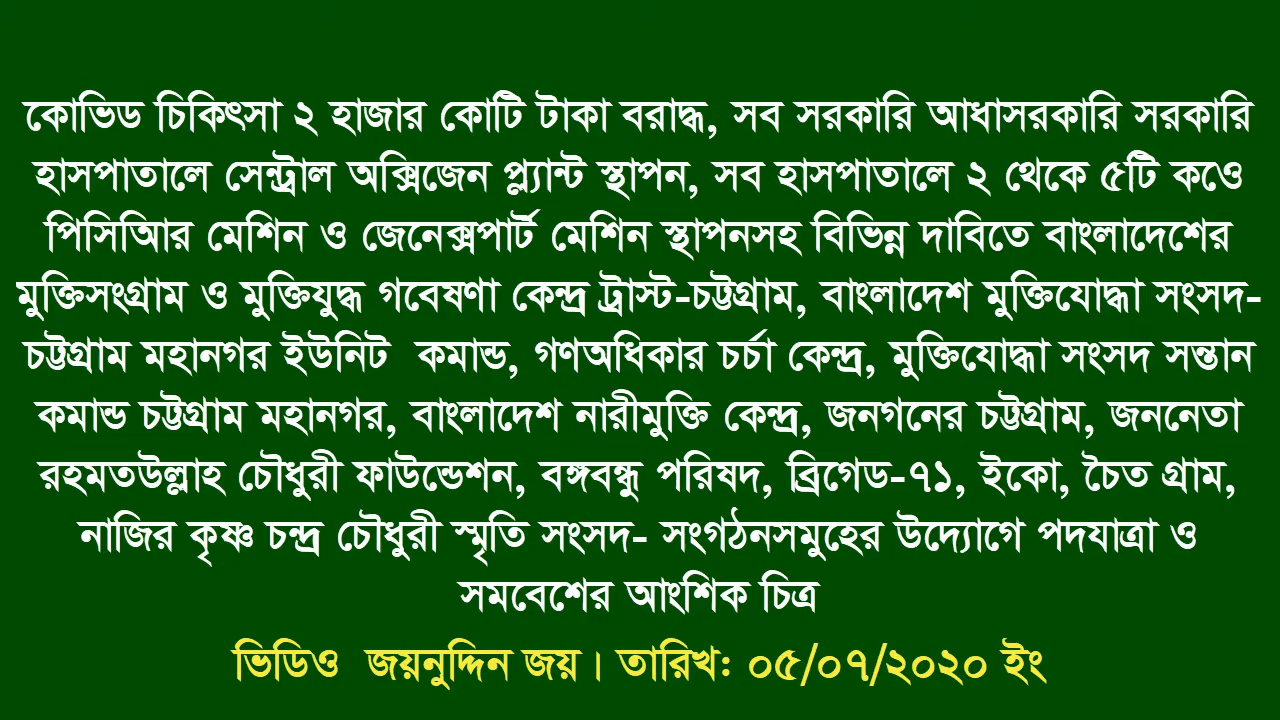 কোভিড চিকিৎসা ২ হাজার কোটি টাকা বরাদ্ধ, সব সরকারি আধাসরকারি সরকারি
হাসপাতালে সেন্ট্রাল অক্সিজেন প্ল্যান্ট স্থাপন, সব হাসপাতালে ২ থেকে ৫টি কওে
পিসিআির মেশিন ও জেনেক্সপার্ট মেশিন স্থাপনসহ বিভিন্ন দাবিতে বাংলাদেশের
মুক্তিসংগ্রাম ও মুক্তিযুদ্ধ গবেষণা কেন্দ্র ট্রাস্ট-চট্টগ্রাম, বাংলাদেশ মুক্তিযোদ্ধা সংসদ-
চট্টগ্রাম মহানগর ইউনিট কমান্ড, গণঅধিকার চর্চা কেন্দ্র, মুক্তিযোদ্ধা সংসদ সন্তান
কমান্ড চট্টগ্রাম মহানগর, বাংলাদেশ নারীমুক্তি কেন্দ্র, জনগনের চট্টগ্রাম, জননেতা
রহমতউল্লাহ চৌধুরী ফাউন্ডেশন, বঙ্গবন্ধু পরিষদ, ব্রিগেড-৭১, ইকো, চৈত গ্রাম,
নাজির কৃষ্ণ চন্দ্র চৌধুরী স্মৃতি সংসদ- সংগঠনসমুহের উদ্যোগে পদযাত্রা ও
সমবেশের আংশিক চিত্র
ভিডিও জয়নুদ্দিন জয়। তারিখ: ০৫/০৭/২০২০ ইং